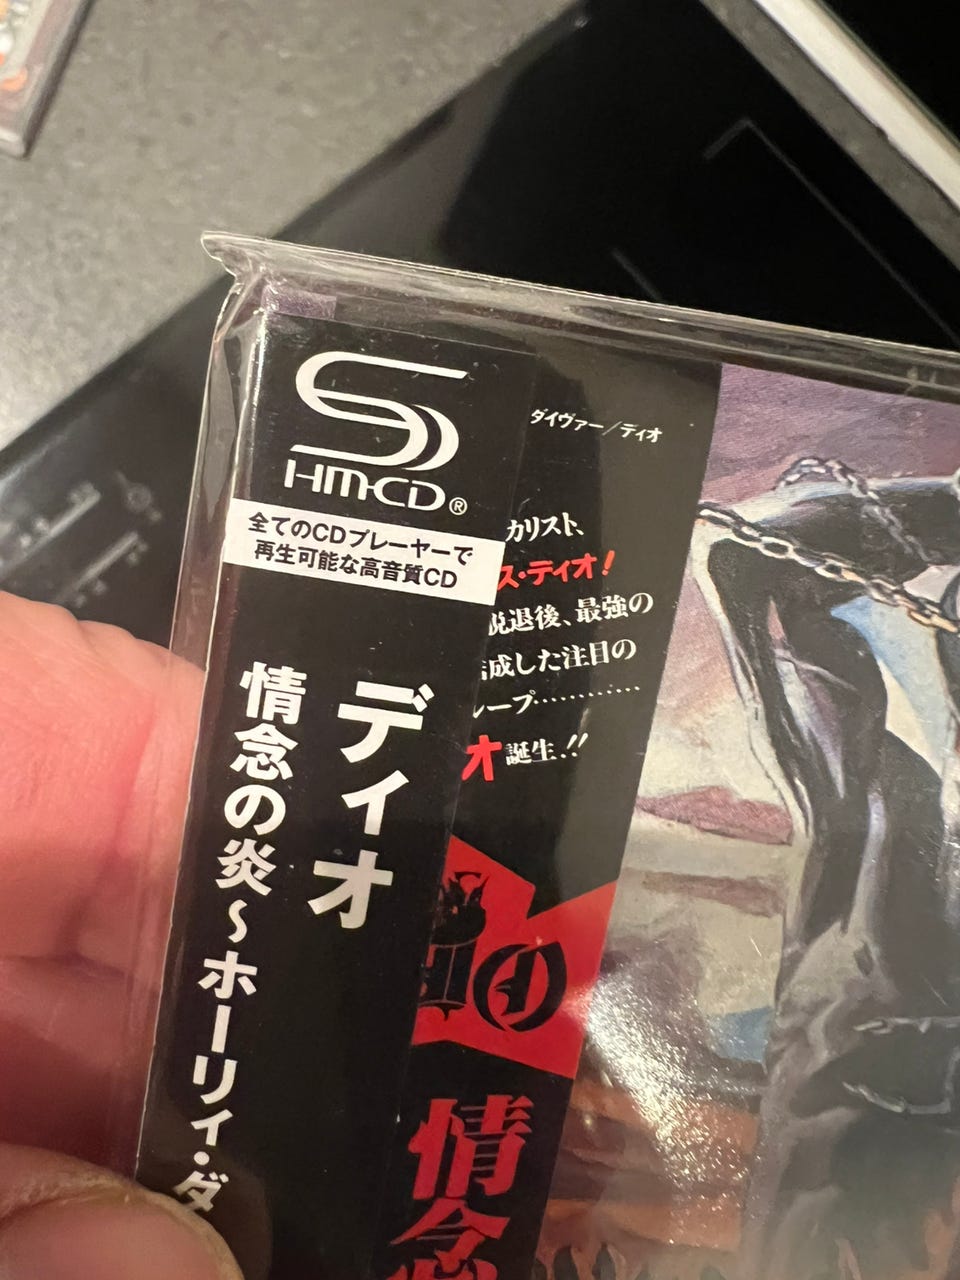 SHM-CD®
全てのCDプレーヤーで
再生可能な高音質CD
ディオ
情念の炎〜ホーリィ・ダ
ダイヴァー／ディオ
カリスト、
ス・ディオ！
脱退後、最強の
結成した注目の
ループ…………
オ誕生!!
情念